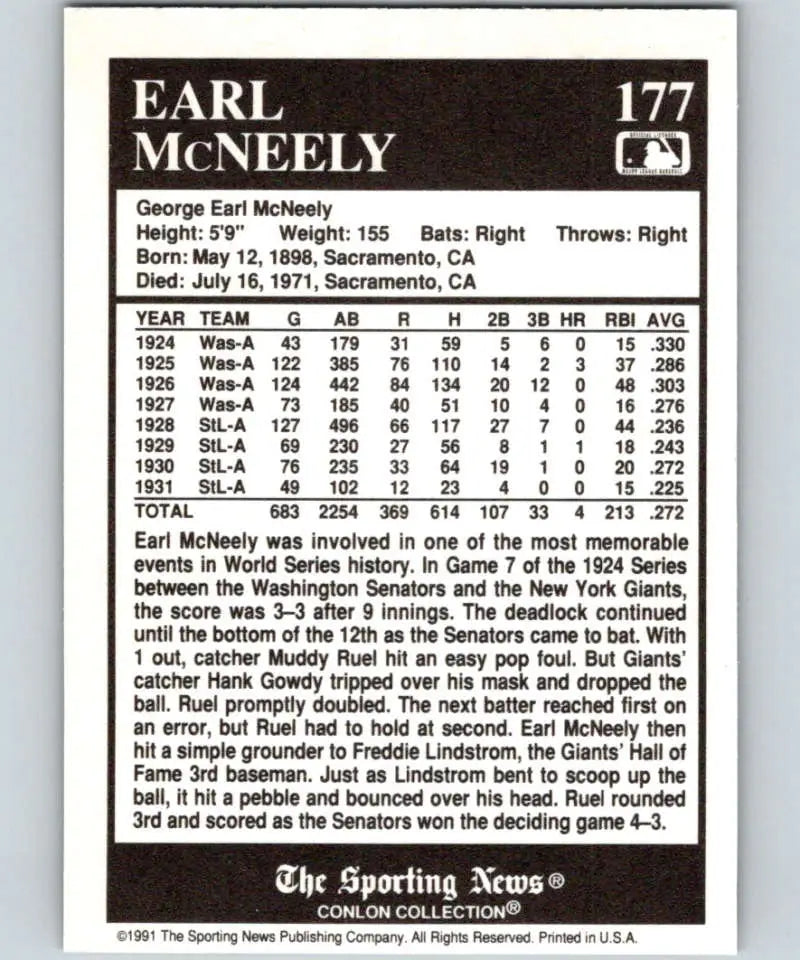 EARL 177
McNEELY
OFFICIAL LICENSEE
MAJOR LEAGUE BASEBALL
George Earl McNeely
Height: 5'9" Weight: 155 Bats: Right Throws: Right
Born: May 12, 1898, Sacramento, CA
Died: July 16, 1971, Sacramento, CA
YEAR TEAM G AB R H 2B 3B HR RBI AVG
1924 Was-A 43 179 31 59 5 6 0 15 .330
1925 Was-A 122 385 76 110 14 2 3 37 .286
1926 Was-A 124 442 84 134 20 12 0 48 .303
1927 Was-A 73 185 40 51 10 4 0 16 .276
1928 StL-A 127 496 66 117 27 7 0 44 .236
1929 StL-A 69 230 27 56 8 1 1 18 .243
1930 StL-A 76 235 33 64 19 1 0 20 .272
1931 StL-A 49 102 12 23 4 0 0 15 .225
TOTAL 683 2254 369 614 107 33 4 213 .272
Earl McNeely was involved in one of the most memorable
events in World Series history. In Game 7 of the 1924 Series
between the Washington Senators and the New York Giants,
the score was 3–3 after 9 innings. The deadlock continued
until the bottom of the 12th as the Senators came to bat. With
1 out, catcher Muddy Ruel hit an easy pop foul. But Giants'
catcher Hank Gowdy tripped over his mask and dropped the
ball. Ruel promptly doubled. The next batter reached first on
an error, but Ruel had to hold at second. Earl McNeely then
hit a simple grounder to Freddie Lindstrom, the Giants' Hall of
Fame 3rd baseman. Just as Lindstrom bent to scoop up the
ball, it hit a pebble and bounced over his head. Ruel rounded
3rd and scored as the Senators won the deciding game 4–3.
The Sporting News®
CONLON COLLECTION®
©1991 The Sporting News Publishing Company. All Rights Reserved. Printed in U.S.A.